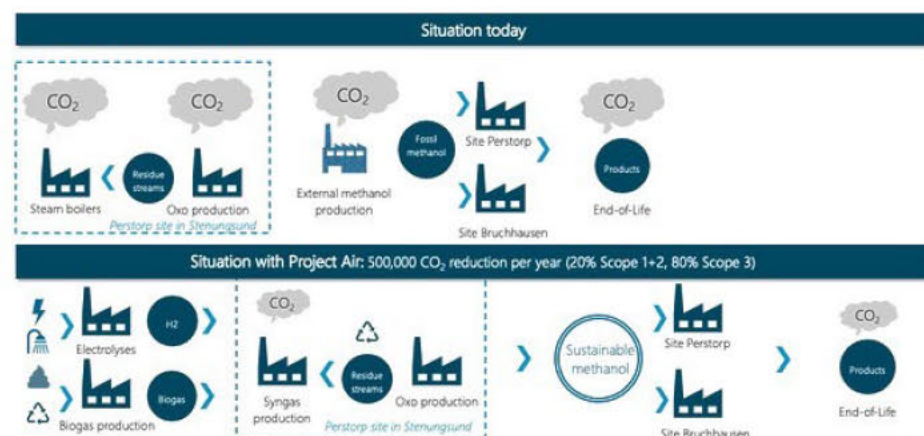 Situation today
CO₂
CO₂
CO₂
CO₂
Steam boilers
Residue
streams
Oxo production
Perstorp site in Stenungsund
External methanol
production
Fossil
methanol
Site Perstorp
Site Bruchhausen
Products
End-of-Life
Situation with Project Air: 500,000 CO₂ reduction per year (20% Scope 1+2, 80% Scope 3)
Electrolyses
H2
Biogas production
Biogas
CO₂
Syngas
production
Residue
streams
Oxo production
Perstorp site in Stenungsund
Sustainable
methanol
Site Perstorp
Site Bruchhausen
CO₂
Products
End-of-Life